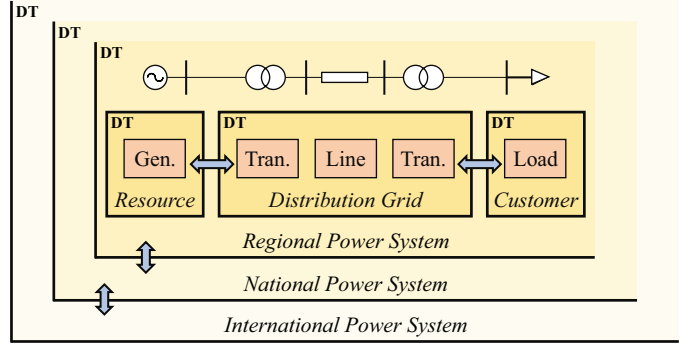 DT
DT
DT
DT DT DT
Gen. Tran. Line Tran. Load
Resource Distribution Grid Customer
Regional Power System
National Power System
International Power System